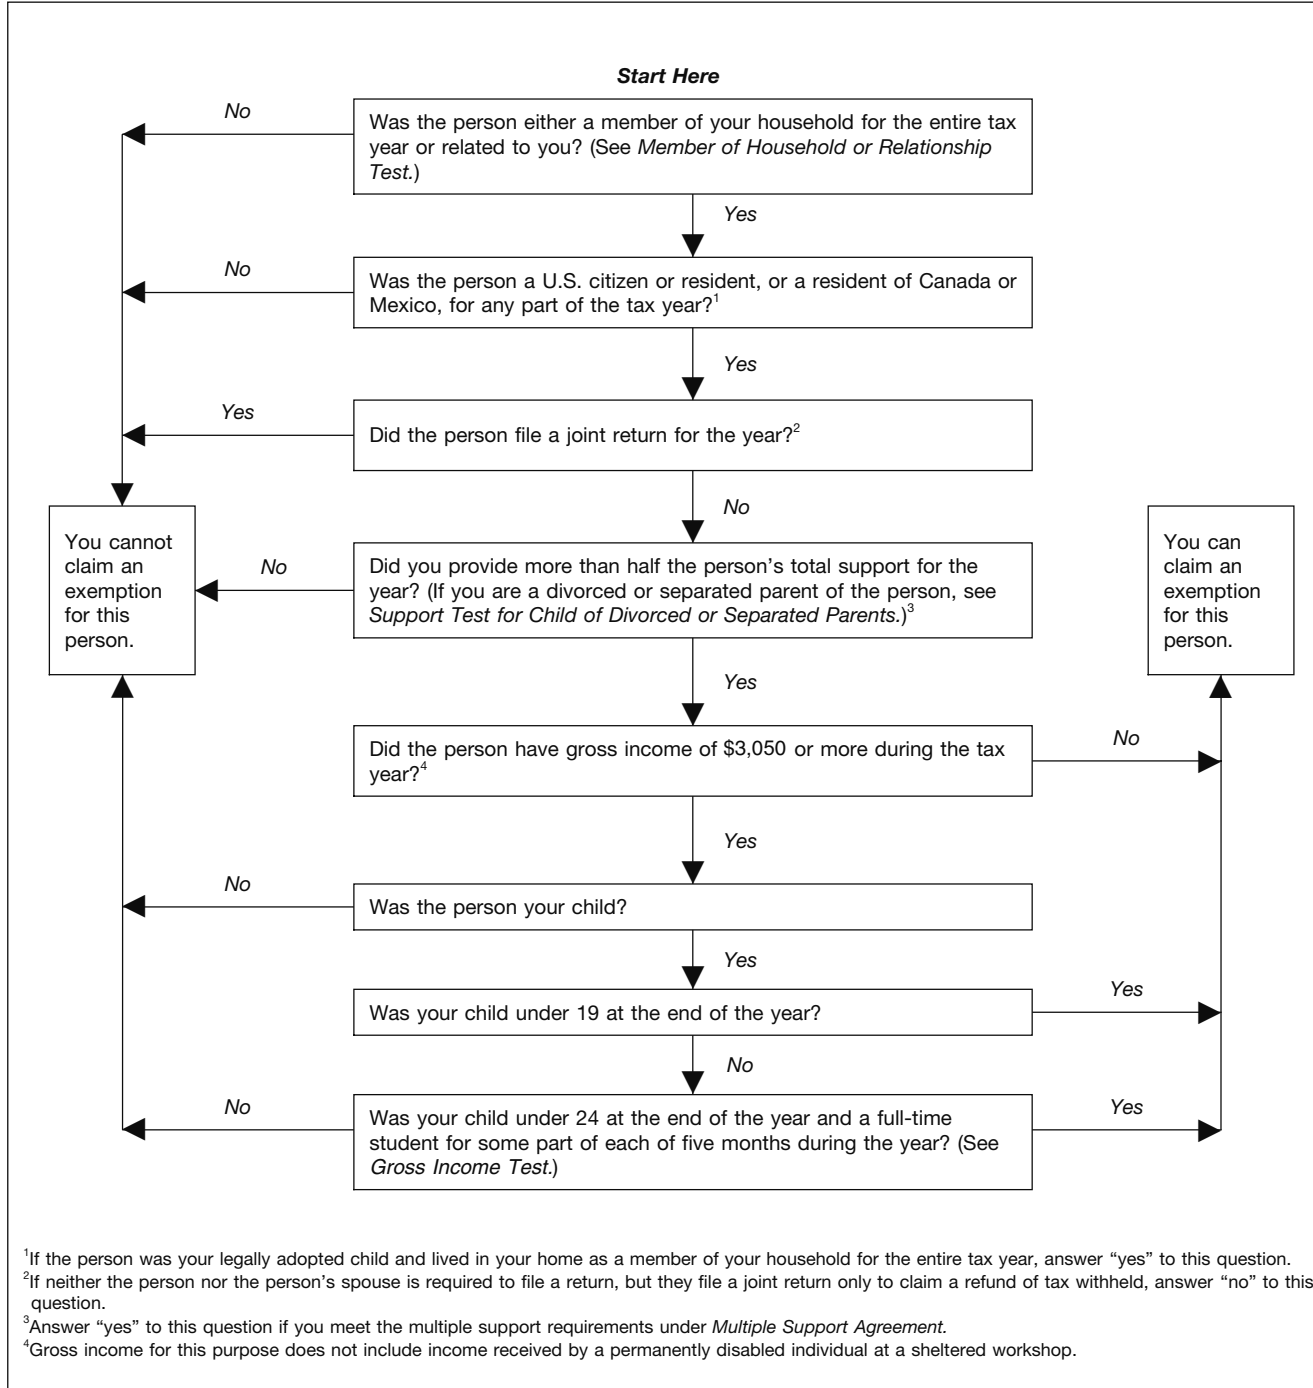 Start Here
No
Was the person either a member of your household for the entire tax
year or related to you? (See Member of Household or Relationship
Test.)
Yes
No
Was the person a U.S. citizen or resident, or a resident of Canada or
Mexico, for any part of the tax year?1
Yes
Yes
Did the person file a joint return for the year?2
No
You cannot
claim an
exemption
for this
person.
No
Did you provide more than half the person's total support for the
year? (If you are a divorced or separated parent of the person, see
Support Test for Child of Divorced or Separated Parents.)3
You can
claim an
exemption
for this
person.
Yes
Did the person have gross income of $3,050 or more during the tax
year?4
No
Yes
No
Was the person your child?
Yes
Was your child under 19 at the end of the year?
Yes
No
No
Was your child under 24 at the end of the year and a full-time
student for some part of each of five months during the year? (See
Gross Income Test.)
Yes
1If the person was your legally adopted child and lived in your home as a member of your household for the entire tax year, answer "yes" to this question.
2If neither the person nor the person's spouse is required to file a return, but they file a joint return only to claim a refund of tax withheld, answer "no" to this
question.
3Answer "yes" to this question if you meet the multiple support requirements under Multiple Support Agreement.
4Gross income for this purpose does not include income received by a permanently disabled individual at a sheltered workshop.